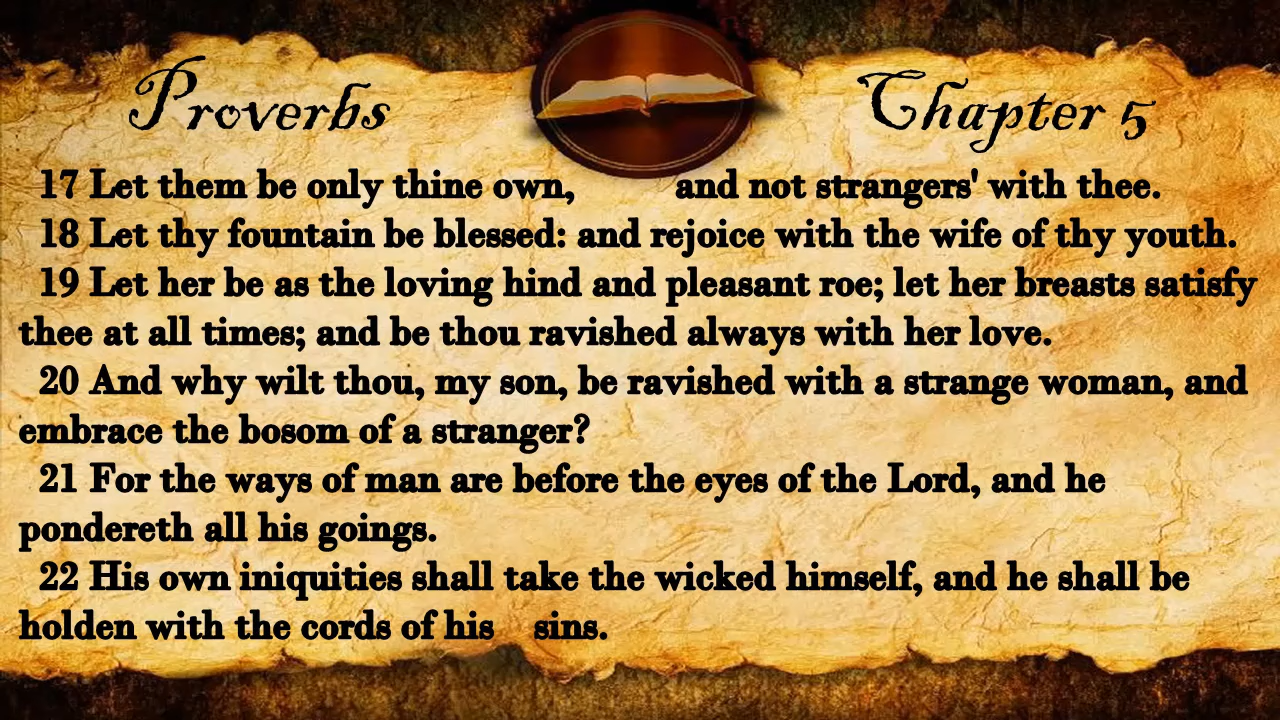 Proverbs Chapter 5
17 Let them be only thine own, and not strangers' with thee.
18 Let thy fountain be blessed: and rejoice with the wife of thy youth.
19 Let her be as the loving hind and pleasant roe; let her breasts satisfy
thee at all times; and be thou ravished always with her love.
20 And why wilt thou, my son, be ravished with a strange woman, and
embrace the bosom of a stranger?
21 For the ways of man are before the eyes of the Lord, and he
pondereth all his goings.
22 His own iniquities shall take the wicked himself, and he shall be
holden with the cords of his sins.